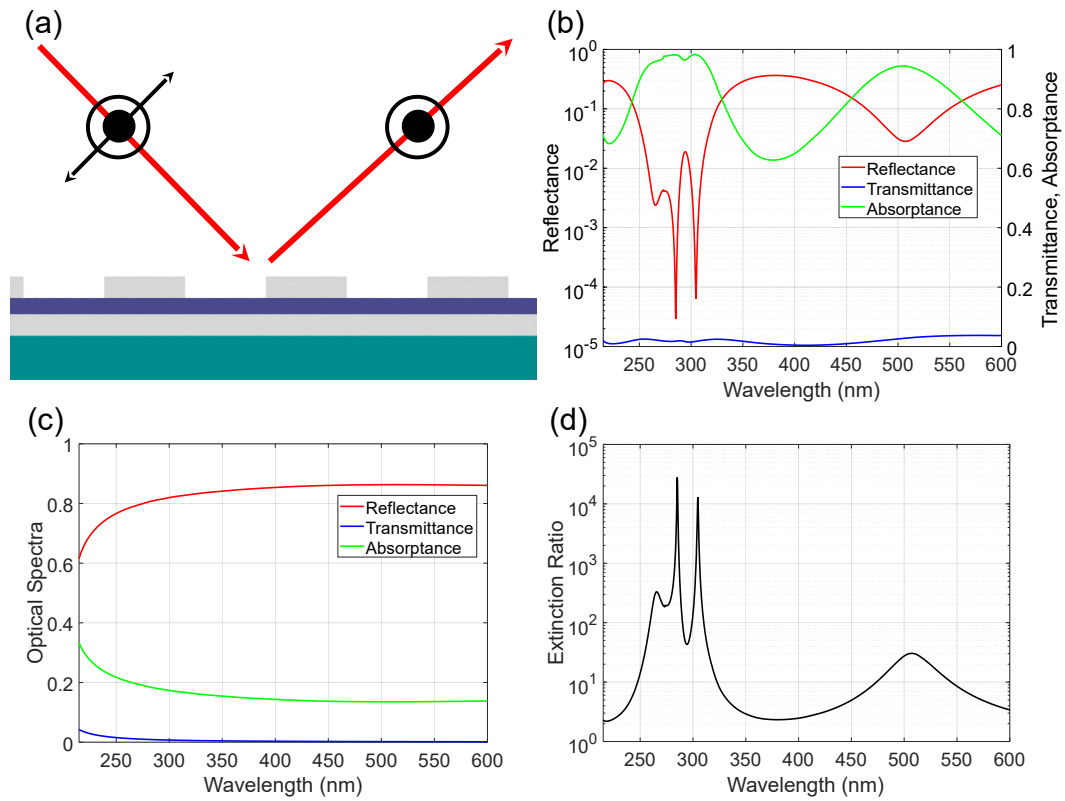 (a)
(b)
10^0
10^-1
10^-2
10^-3
10^-4
10^-5
Reflectance
1
0.8
0.6
0.4
0.2
0
Transmittance, Absorptance
Reflectance
Transmittance
Absorptance
250 300 350 400 450 500 550 600
Wavelength (nm)
(c)
1
0.8
0.6
0.4
0.2
0
Optical Spectra
Reflectance
Transmittance
Absorptance
250 300 350 400 450 500 550 600
Wavelength (nm)
(d)
10^5
10^4
10^3
10^2
10^1
10^0
Extinction Ratio
250 300 350 400 450 500 550 600
Wavelength (nm)